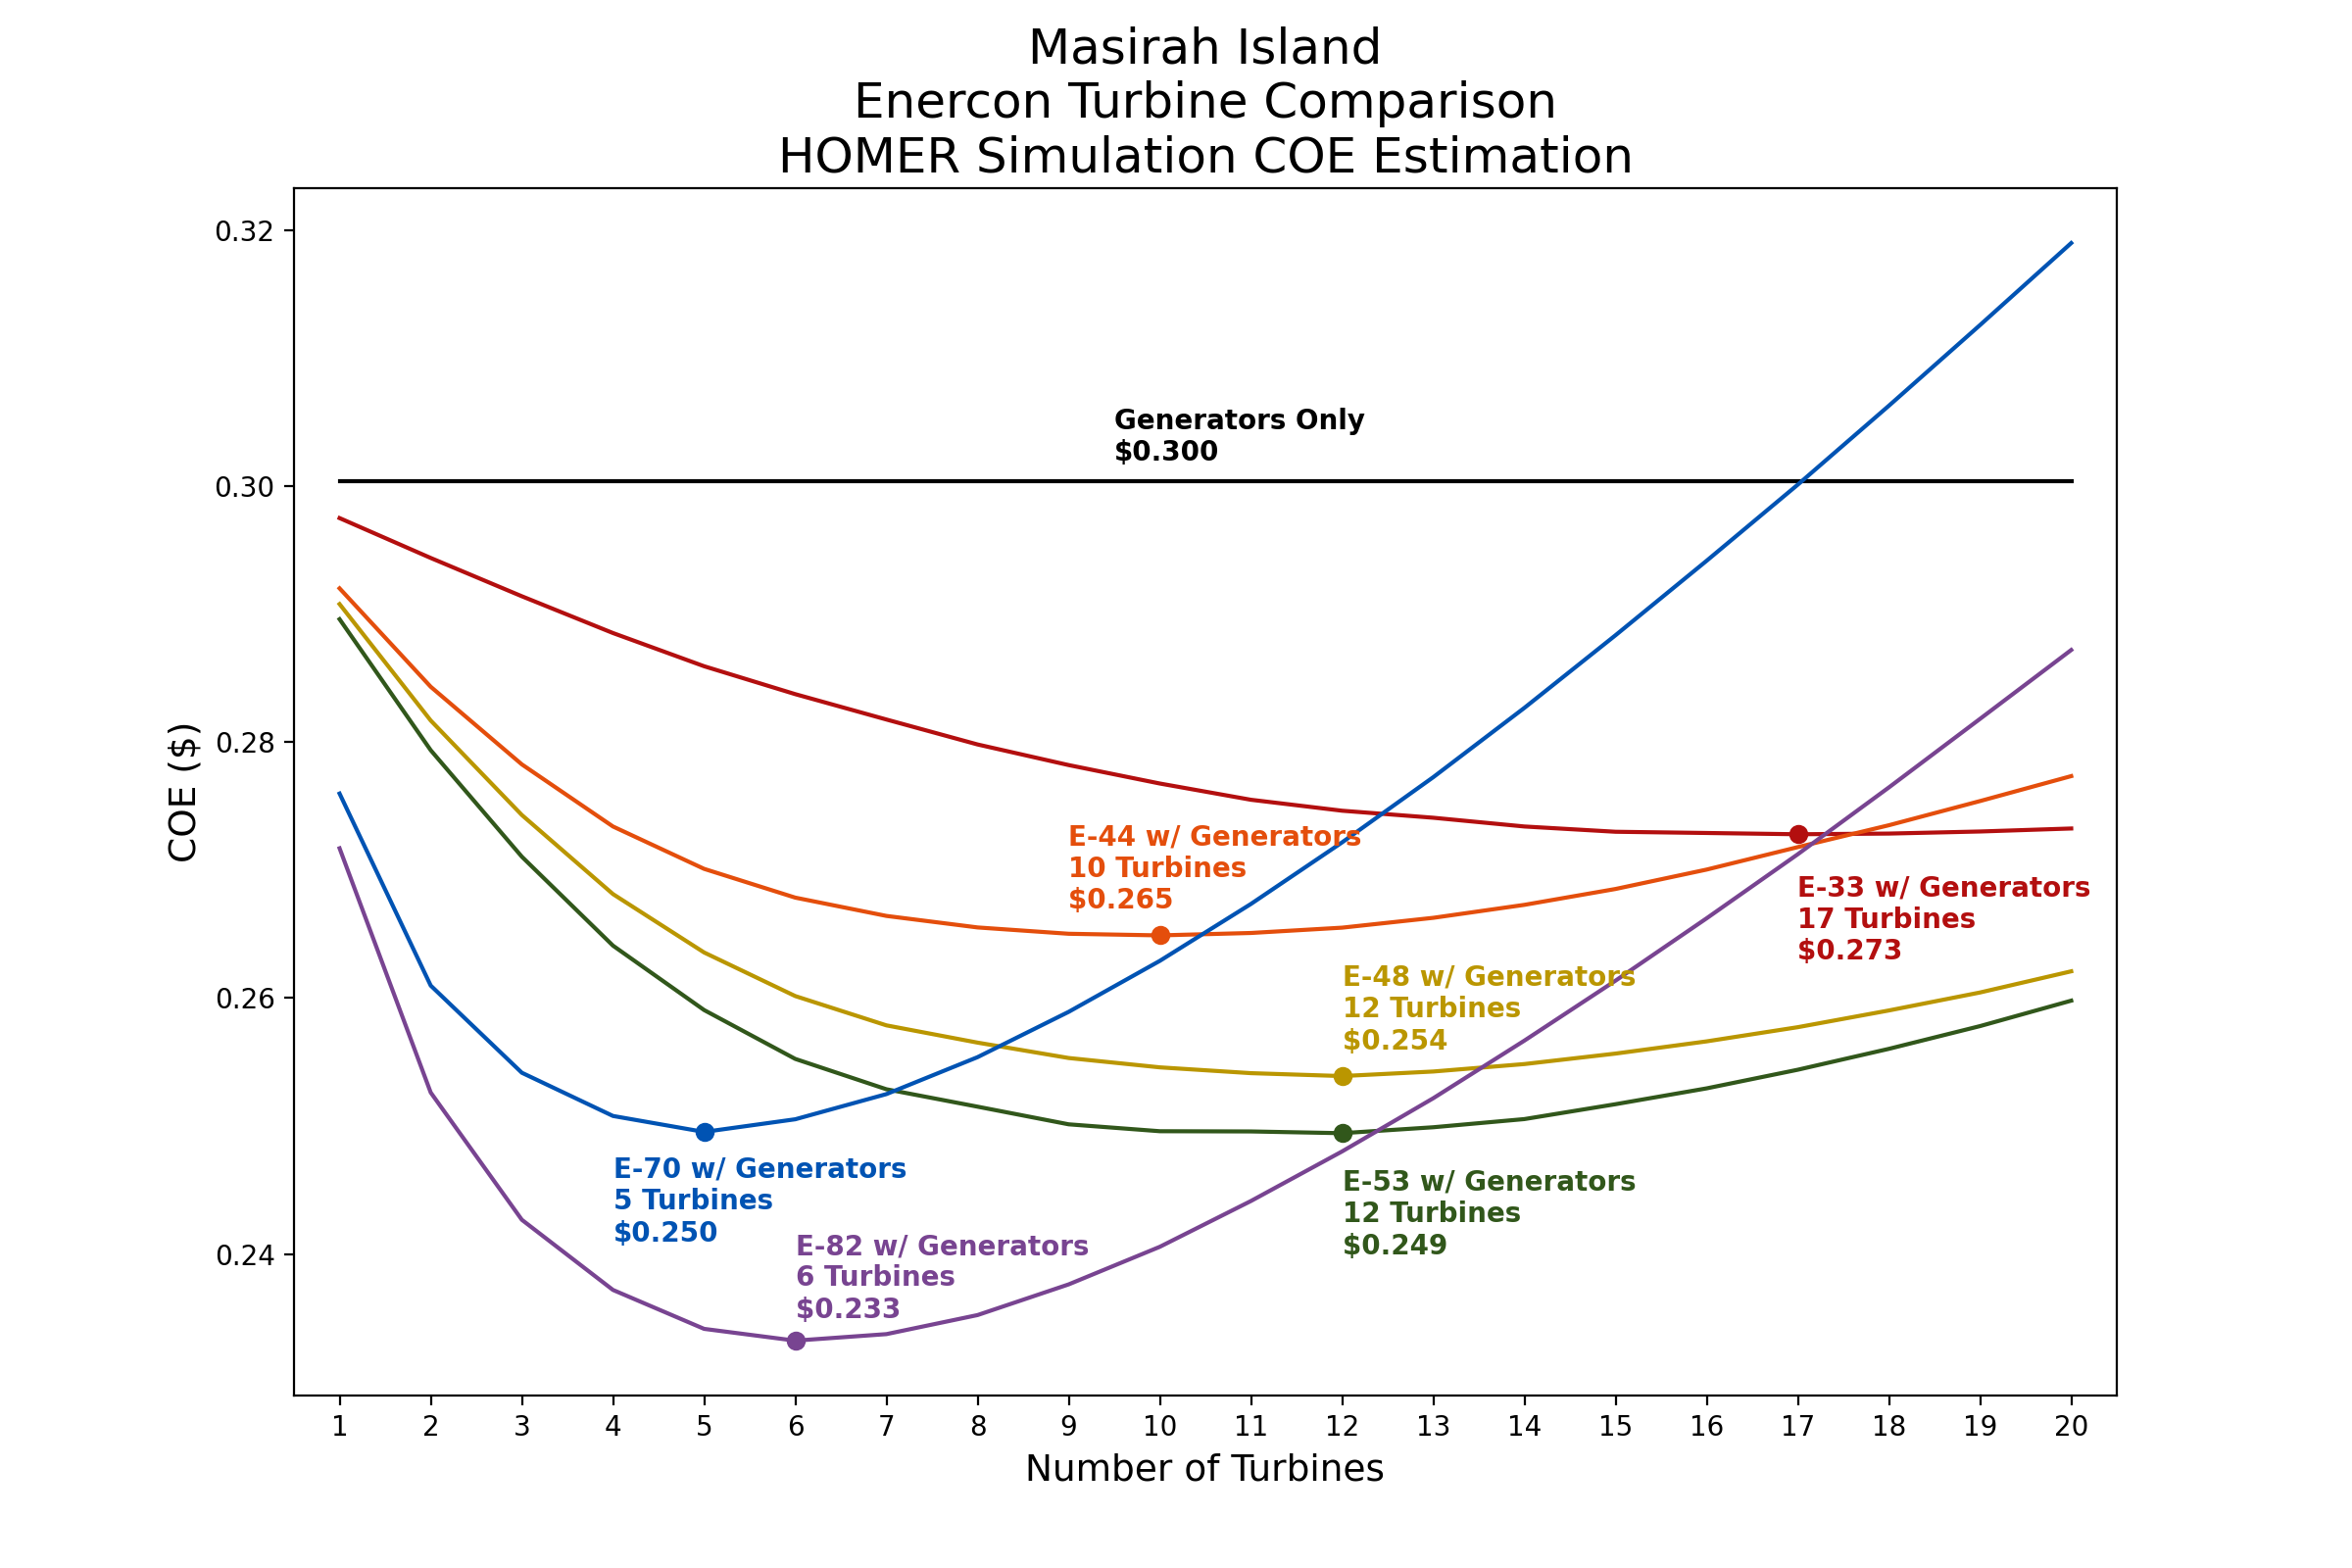 Masirah Island
Enercon Turbine Comparison
HOMER Simulation COE Estimation
0.32
0.30
0.28
0.26
0.24
COE ($)
Generators Only
$0.300
E-44 w/ Generators
10 Turbines
$0.265
E-33 w/ Generators
17 Turbines
$0.273
E-48 w/ Generators
12 Turbines
$0.254
E-70 w/ Generators
5 Turbines
$0.250
E-53 w/ Generators
12 Turbines
$0.249
E-82 w/ Generators
6 Turbines
$0.233
1 2 3 4 5 6 7 8 9 10 11 12 13 14 15 16 17 18 19 20
Number of Turbines